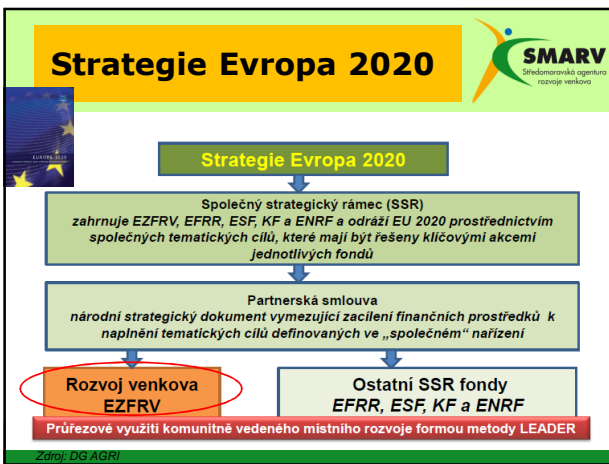 Strategie Evropa 2020
SMARV
Středomoravská agentura
rozvoje venkova
EUROPE 2020
Strategie Evropa 2020
Společný strategický rámec (SSR)
zahrnuje EZFRV, EFRR, ESF, KF a ENRF a odráží EU 2020 prostřednictvím
společných tematických cílů, které mají být řešeny klíčovými akcemi
jednotlivých fondů
Partnerská smlouva
národní strategický dokument vymezující zacílení finančních prostředků k
naplnění tematických cílů definovaných ve „společném“ nařízení
Rozvoj venkova
EZFRV
Ostatní SSR fondy
EFRR, ESF, KF a ENRF
Průřezové využití komunitně vedeného místního rozvoje formou metody LEADER
Zdroj: DG AGRI